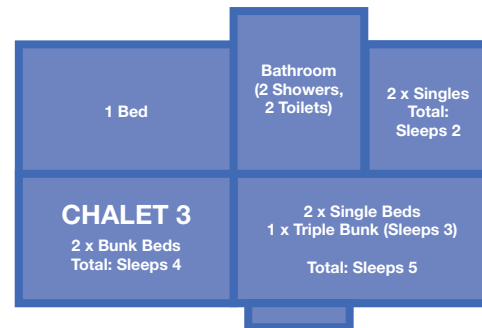 1 Bed
Bathroom
(2 Showers,
2 Toilets)
2 x Singles
Total:
Sleeps 2
CHALET 3
2 x Bunk Beds
Total: Sleeps 4
2 x Single Beds
1 x Triple Bunk (Sleeps 3)
Total: Sleeps 5